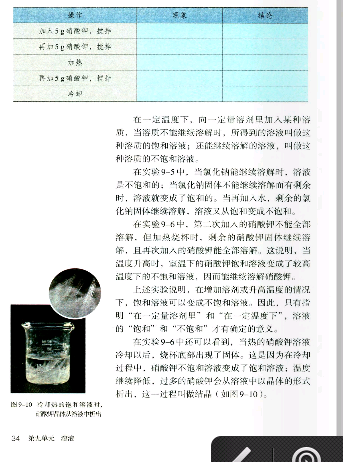 操作 现象 结论
加入5 g硝酸钾，搅拌
再加5 g硝酸钾，搅拌
加热
再加5 g硝酸钾，搅拌
冷却
在一定温度下，向一定量溶剂里加入某种溶
质，当溶质不能继续溶解时，所得到的溶液叫做这
种溶质的饱和溶液；还能继续溶解的溶液，叫做这
种溶质的不饱和溶液。
在实验9-5中，当氯化钠能继续溶解时，溶液
是不饱和的；当氯化钠固体不能继续溶解而有剩余
时，溶液就变成了饱和的。当再加入水，剩余的氯
化钠固体继续溶解，溶液又从饱和变成不饱和。
在实验9-6中，第二次加入的硝酸钾不能全部
溶解，但加热烧杯时，剩余的硝酸钾固体继续溶
解，且再次加入的硝酸钾能全部溶解。这说明，当
温度升高时，室温下的硝酸钾饱和溶液变成了较高
温度下的不饱和溶液，因而能继续溶解硝酸钾。
上述实验说明，在增加溶剂或升高温度的情况
下，饱和溶液可以变成不饱和溶液。因此，只有指
明“在一定量溶剂里”和“在一定温度下”，溶液
的“饱和”和“不饱和”才有确定的意义。
在实验9-6中还可以看到，当热的硝酸钾溶液
冷却以后，烧杯底部出现了固体。这是因为在冷却
过程中，硝酸钾不饱和溶液变成了饱和溶液；温度
继续降低，过多的硝酸钾会从溶液中以晶体的形式
析出，这一过程叫做结晶（如图9-10）。
图9-10 冷却热的饱和溶液时，
硝酸钾晶体从溶液中析出
34 第九单元 溶液